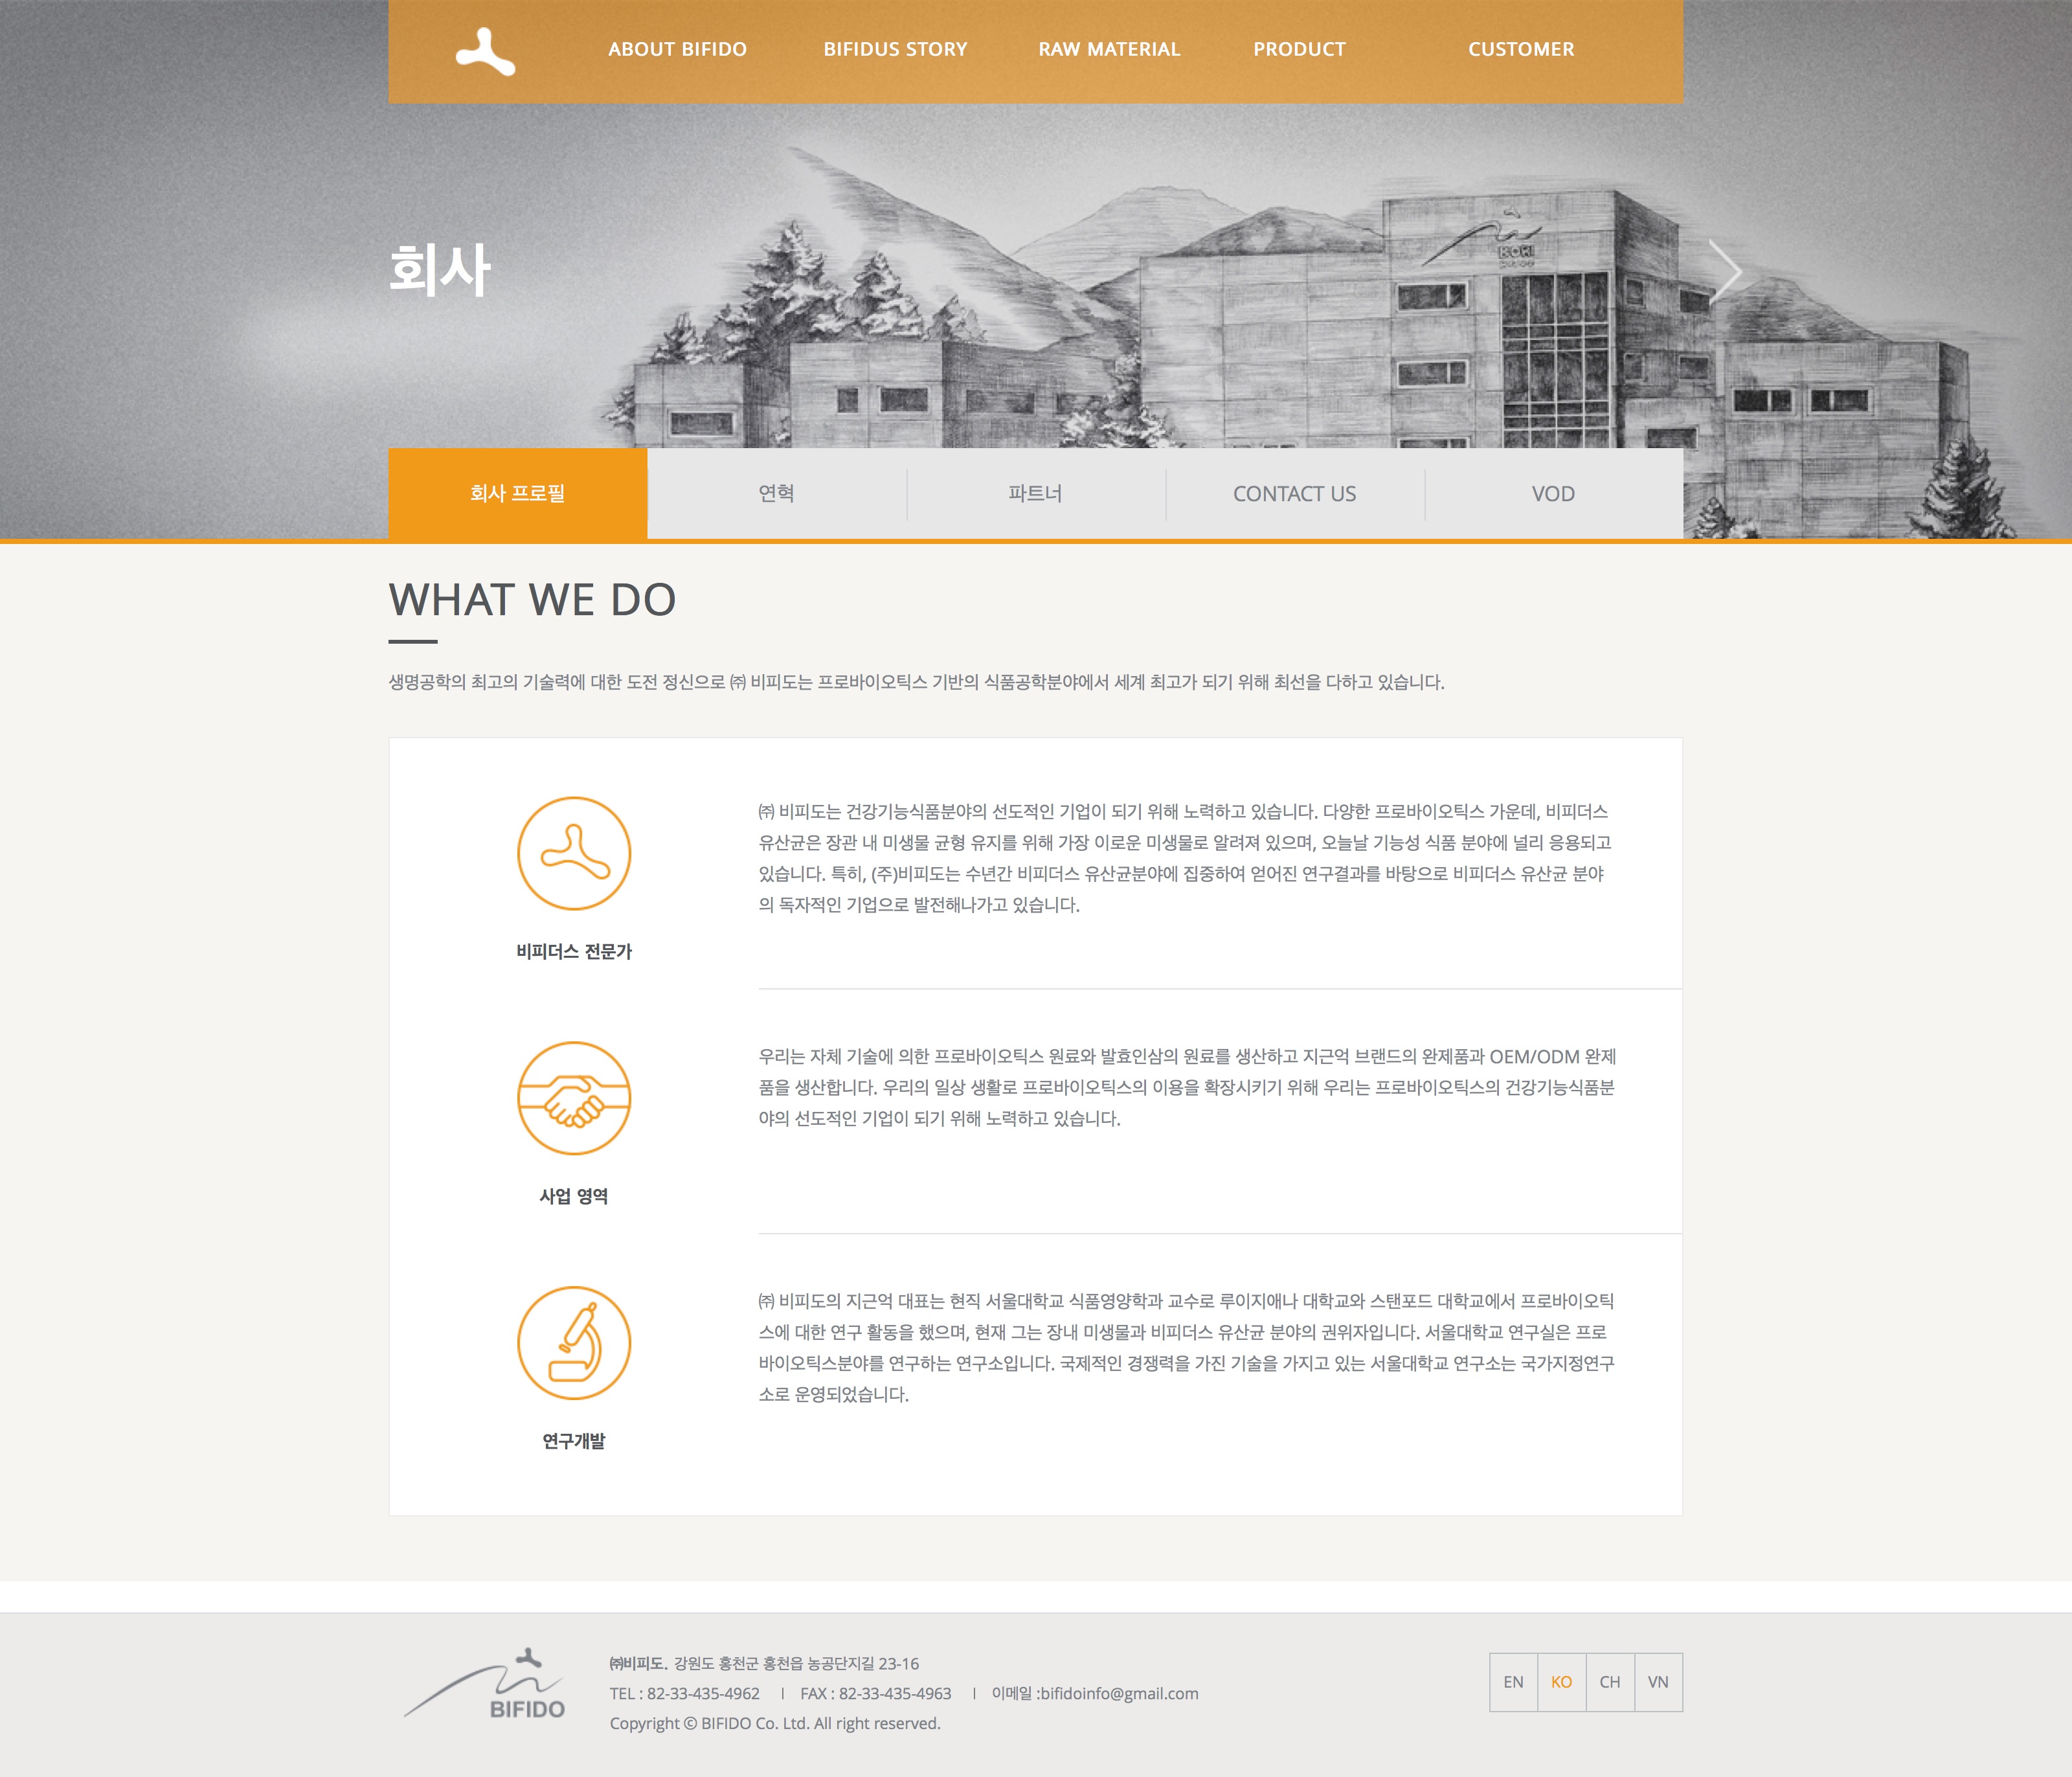 ABOUT BIFIDO BIFIDUS STORY RAW MATERIAL PRODUCT CUSTOMER
회사
회사 프로필 연혁 파트너 CONTACT US VOD
WHAT WE DO
생명공학의 최고의 기술력에 대한 도전 정신으로 ㈜ 비피도는 프로바이오틱스 기반의 식품공학분야에서 세계 최고가 되기 위해 최선을 다하고 있습니다.
㈜ 비피도는 건강기능식품분야의 선도적인 기업이 되기 위해 노력하고 있습니다. 다양한 프로바이오틱스 가운데, 비피더스
유산균은 장관 내 미생물 균형 유지를 위해 가장 이로운 미생물로 알려져 있으며, 오늘날 기능성 식품 분야에 널리 응용되고
있습니다. 특히, (주)비피도는 수년간 비피더스 유산균분야에 집중하여 얻어진 연구결과를 바탕으로 비피더스 유산균 분야
의 독자적인 기업으로 발전해나가고 있습니다.
비피더스 전문가
우리는 자체 기술에 의한 프로바이오틱스 원료와 발효인삼의 원료를 생산하고 지근억 브랜드의 완제품과 OEM/ODM 완제
품을 생산합니다. 우리의 일상 생활로 프로바이오틱스의 이용을 확장시키기 위해 우리는 프로바이오틱스의 건강기능식품분
야의 선도적인 기업이 되기 위해 노력하고 있습니다.
사업 영역
㈜ 비피도의 지근억 대표는 현직 서울대학교 식품영양학과 교수로 루이지애나 대학교와 스탠포드 대학교에서 프로바이오틱
스에 대한 연구 활동을 했으며, 현재 그는 장내 미생물과 비피더스 유산균 분야의 권위자입니다. 서울대학교 연구실은 프로
바이오틱스분야를 연구하는 연구소입니다. 국제적인 경쟁력을 가진 기술을 가지고 있는 서울대학교 연구소는 국가지정연구
소로 운영되었습니다.
연구개발
BIFIDO
㈜비피도. 강원도 홍천군 홍천읍 농공단지길 23-16
TEL : 82-33-435-4962 | FAX : 82-33-435-4963 | 이메일 :bifidoinfo@gmail.com
Copyright © BIFIDO Co. Ltd. All right reserved.
EN KO CH VN